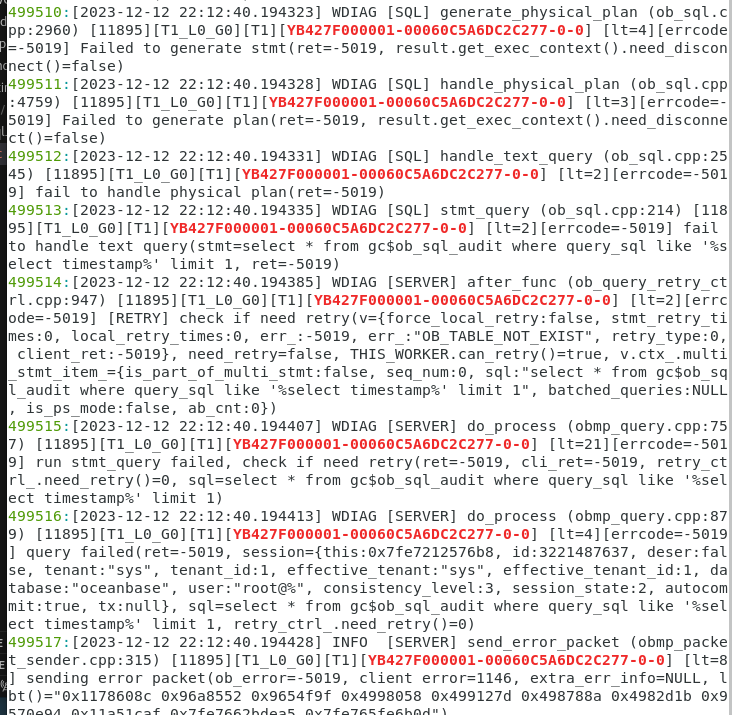 499510:[2023-12-12 22:12:40.194323] WDIAG [SQL] generate_physical_plan (ob_sql.c
pp:2960) [11895][T1_L0_G0][T1][YB427F000001-00060C5A6DC2C277-0-0] [lt=4][errcode
=-5019] Failed to generate stmt(ret=-5019, result.get_exec_context().need_discon
nect()=false)
499511:[2023-12-12 22:12:40.194328] WDIAG [SQL] handle_physical_plan (ob_sql.cpp
:4759) [11895][T1_L0_G0][T1][YB427F000001-00060C5A6DC2C277-0-0] [lt=3][errcode=-
5019] Failed to generate plan(ret=-5019, result.get_exec_context().need_disconne
ct()=false)
499512:[2023-12-12 22:12:40.194331] WDIAG [SQL] handle_text_query (ob_sql.cpp:25
45) [11895][T1_L0_G0][T1][YB427F000001-00060C5A6DC2C277-0-0] [lt=2][errcode=-501
9] fail to handle physical plan(ret=-5019)
499513:[2023-12-12 22:12:40.194335] WDIAG [SQL] stmt_query (ob_sql.cpp:214) [118
95][T1_L0_G0][T1][YB427F000001-00060C5A6DC2C277-0-0] [lt=2][errcode=-5019] fail
to handle text query(stmt=select * from gc$ob_sql_audit where query_sql like '%s
elect timestamp%' limit 1, ret=-5019)
499514:[2023-12-12 22:12:40.194385] WDIAG [SERVER] after_func (ob_query_retry_ct
rl.cpp:947) [11895][T1_L0_G0][T1][YB427F000001-00060C5A6DC2C277-0-0] [lt=2][errc
ode=-5019] [RETRY] check if need retry(v={force_local_retry:false, stmt_retry_ti
mes:0, local_retry_times:0, err_:-5019, err_:"OB_TABLE_NOT_EXIST", retry_type:0,
 client_ret:-5019}, need_retry=false, THIS_WORKER.can_retry()=true, v.ctx_.multi
_stmt_item_={is_part_of_multi_stmt:false, seq_num:0, sql:"select * from gc$ob_sq
l_audit where query_sql like '%select timestamp%' limit 1", batched_queries:NULL
, is_ps_mode:false, ab_cnt:0})
499515:[2023-12-12 22:12:40.194407] WDIAG [SERVER] do_process (obmp_query.cpp:75
7) [11895][T1_L0_G0][T1][YB427F000001-00060C5A6DC2C277-0-0] [lt=21][errcode=-501
9] run stmt_query failed, check if need retry(ret=-5019, cli_ret=-5019, retry_ct
rl_.need_retry()=0, sql=select * from gc$ob_sql_audit where query_sql like '%sel
ect timestamp%' limit 1)
499516:[2023-12-12 22:12:40.194413] WDIAG [SERVER] do_process (obmp_query.cpp:87
9) [11895][T1_L0_G0][T1][YB427F000001-00060C5A6DC2C277-0-0] [lt=4][errcode=-5019
] query failed(ret=-5019, session={this:0x7fe7212576b8, id:3221487637, deser:fal
se, tenant:"sys", tenant_id:1, effective_tenant:"sys", effective_tenant_id:1, da
tabase:"oceanbase", user:"root@%", consistency_level:3, session_state:2, autocom
mit:true, tx:null}, sql=select * from gc$ob_sql_audit where query_sql like '%sel
ect timestamp%' limit 1, retry_ctrl_.need_retry()=0)
499517:[2023-12-12 22:12:40.194428] INFO  [SERVER] send_error_packet (obmp_packe
t_sender.cpp:315) [11895][T1_L0_G0][T1][YB427F000001-00060C5A6DC2C277-0-0] [lt=8
] sending error packet(ob_error=-5019, client error=1146, extra_err_info=NULL, l
bt()="0x1178608c 0x96a8552 0x9654f9f 0x4998058 0x499127d 0x498788a 0x4982d1b 0x9
570e94 0x11a51caf 0x7fe7662bdea5 0x7fe765fe6b0d")